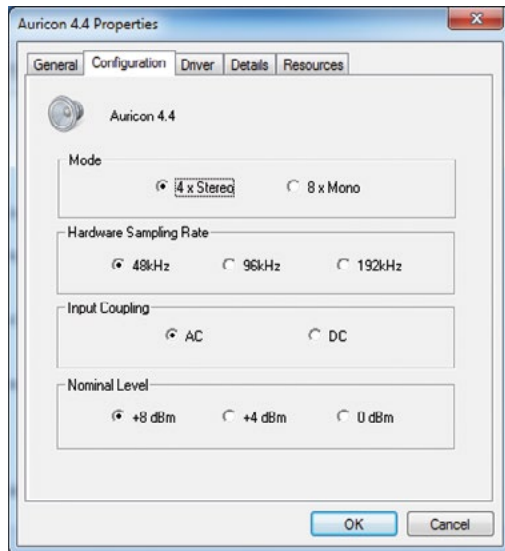 Auricon 4.4 Properties
General Configuration Driver Details Resources
Auricon 4.4
Mode
4 x Stereo 8 x Mono
Hardware Sampling Rate
48kHz 96kHz 192kHz
Input Coupling
AC DC
Nominal Level
+8 dBm +4 dBm 0 dBm
OK Cancel